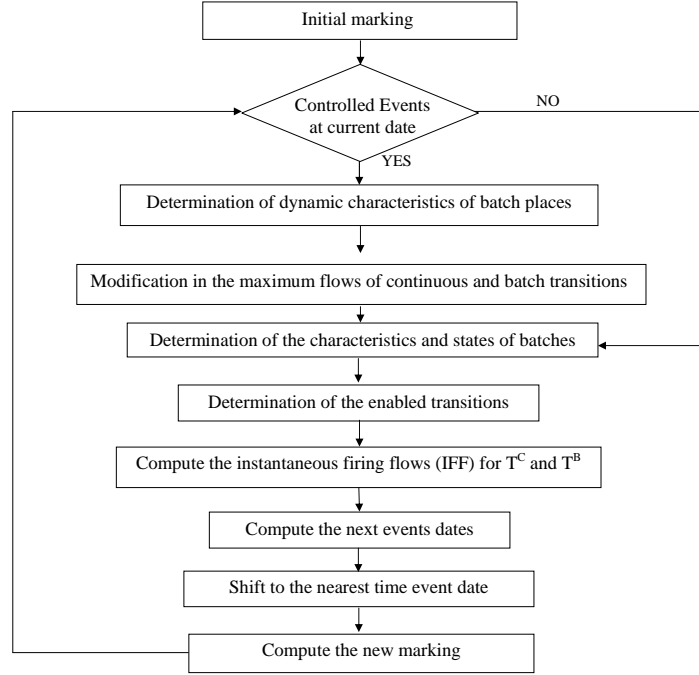 Initial marking
Controlled Events
at current date
NO
YES
Determination of dynamic characteristics of batch places
Modification in the maximum flows of continuous and batch transitions
Determination of the characteristics and states of batches
Determination of the enabled transitions
Compute the instantaneous firing flows (IFF) for T^C and T^B
Compute the next events dates
Shift to the nearest time event date
Compute the new marking